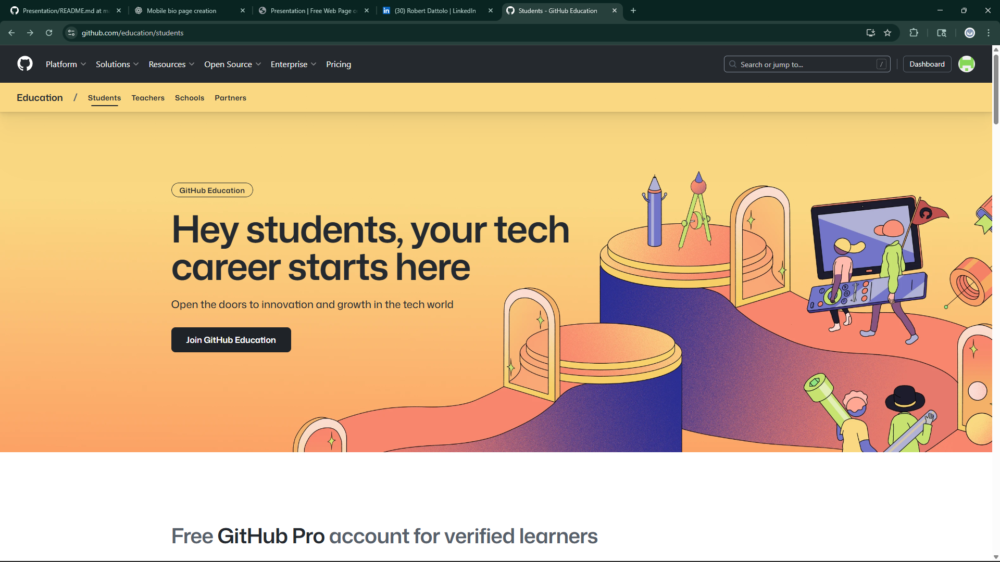 Presentation/README.md at m
Mobile bio page creation
Presentation | Free Web Page o
(30) Robert Dattolo | LinkedIn
Students - GitHub Education
github.com/education/students
Platform
Solutions
Resources
Open Source
Enterprise
Pricing
Search or jump to...
/
Dashboard
Education / Students Teachers Schools Partners
GitHub Education
Hey students, your tech
career starts here
Open the doors to innovation and growth in the tech world
Join GitHub Education
Free GitHub Pro account for verified learners